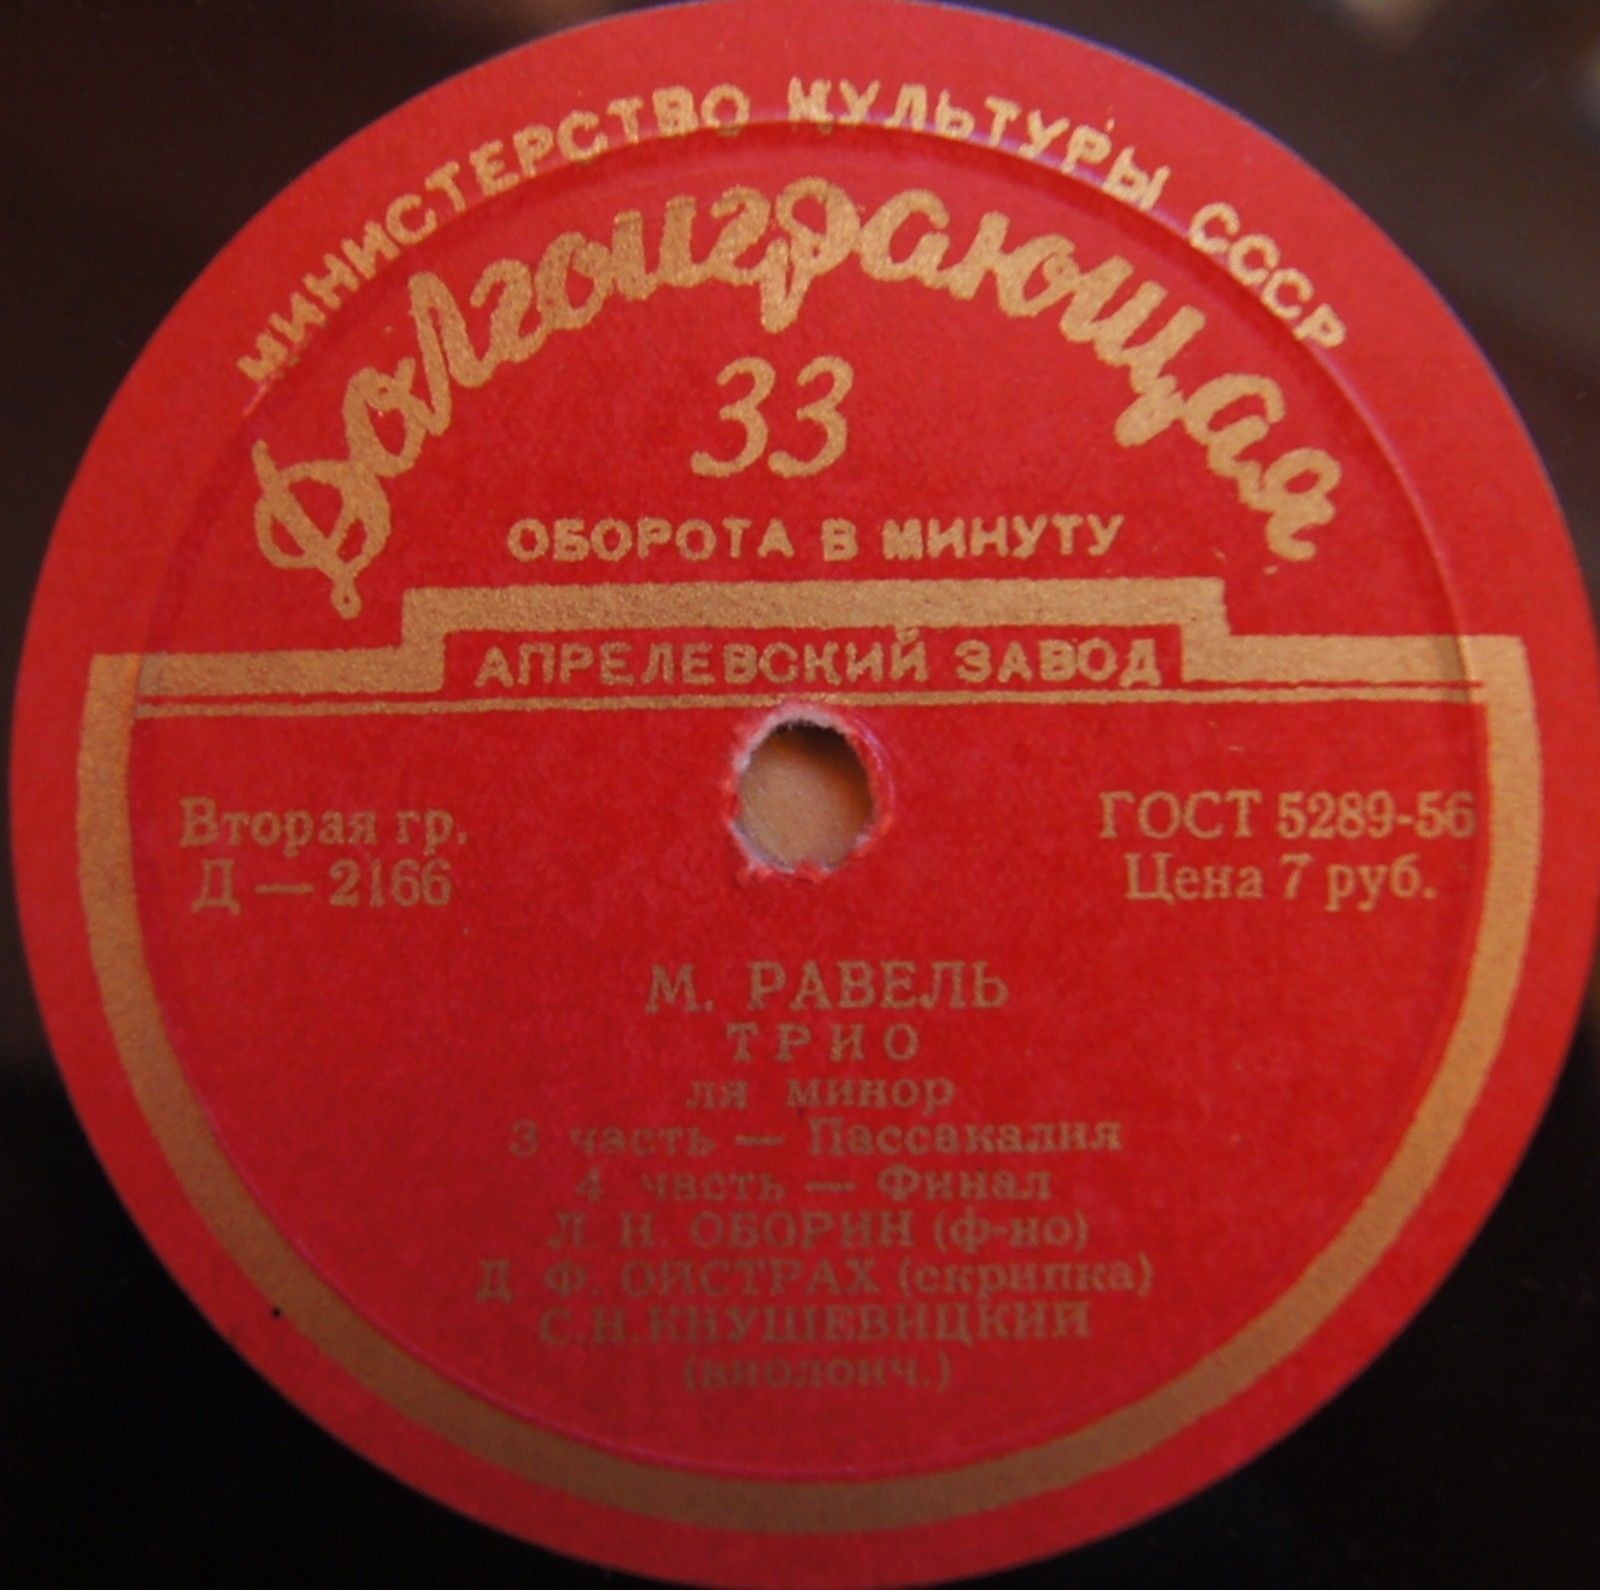 МИНИСТЕРСТВО КУЛЬТУРЫ СССР
Долгоиграющая
33
ОБОРОТА В МИНУТУ
АПРЕЛЕВСКИЙ ЗАВОД
Вторая гр.
Д — 2166
ГОСТ 5289-56
Цена 7 руб.
М. РАВЕЛЬ
ТРИО
ля минор
3 часть — Пассакалия
4 часть — Финал
Л. Н. ОБОРИН (ф-но)
Д. Ф. ОЙСТРАХ (скрипка)
С.Н.КНУШЕВИЦКИЙ
(виолонч.)